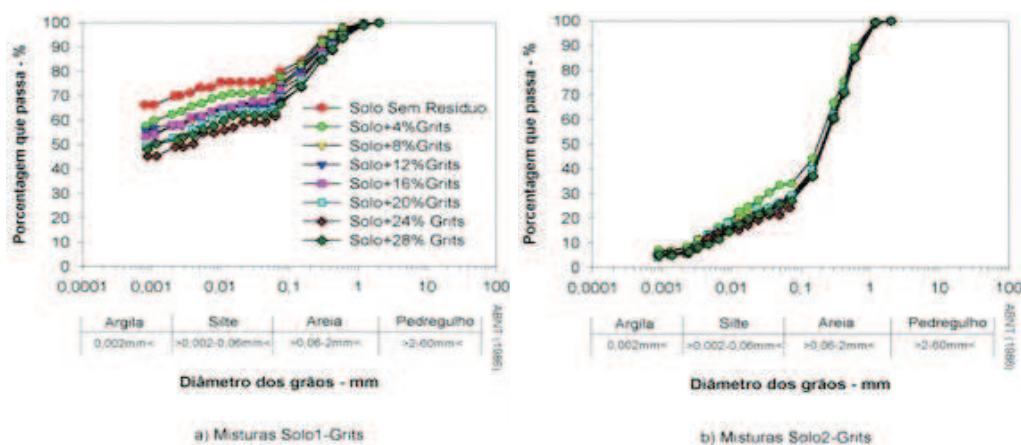 100
90
80
70
60
50
40
30
20
10
0
Porcentagem que passa - %
0,0001 0,001 0,01 0,1 1 10 100
Solo Sem Resíduo
Solo+4%Grits
Solo+8%Grits
Solo+12%Grits
Solo+16%Grits
Solo+20%Grits
Solo+24% Grits
Solo+28% Grits
Argila Silte Areia Pedregulho
0,002mm< >0,002-0,06mm< >0,06-2mm< >2-60mm<
ABNT (1986)
Diâmetro dos grãos - mm
a) Misturas Solo1-Grits
100
90
80
70
60
50
40
30
20
10
0
Porcentagem que passa - %
0,0001 0,001 0,01 0,1 1 10 100
Argila Silte Areia Pedregulho
0,002mm< >0,002-0,06mm< >0,06-2mm< >2-60mm<
ABNT (1986)
Diâmetro dos grãos - mm
b) Misturas Solo2-Grits